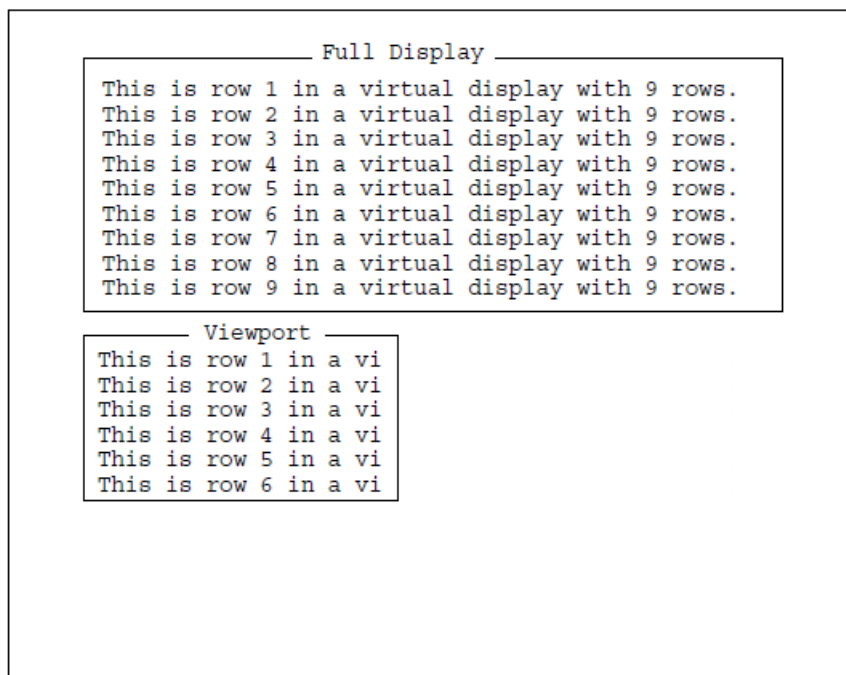 Full Display
This is row 1 in a virtual display with 9 rows.
This is row 2 in a virtual display with 9 rows.
This is row 3 in a virtual display with 9 rows.
This is row 4 in a virtual display with 9 rows.
This is row 5 in a virtual display with 9 rows.
This is row 6 in a virtual display with 9 rows.
This is row 7 in a virtual display with 9 rows.
This is row 8 in a virtual display with 9 rows.
This is row 9 in a virtual display with 9 rows.
Viewport
This is row 1 in a vi
This is row 2 in a vi
This is row 3 in a vi
This is row 4 in a vi
This is row 5 in a vi
This is row 6 in a vi